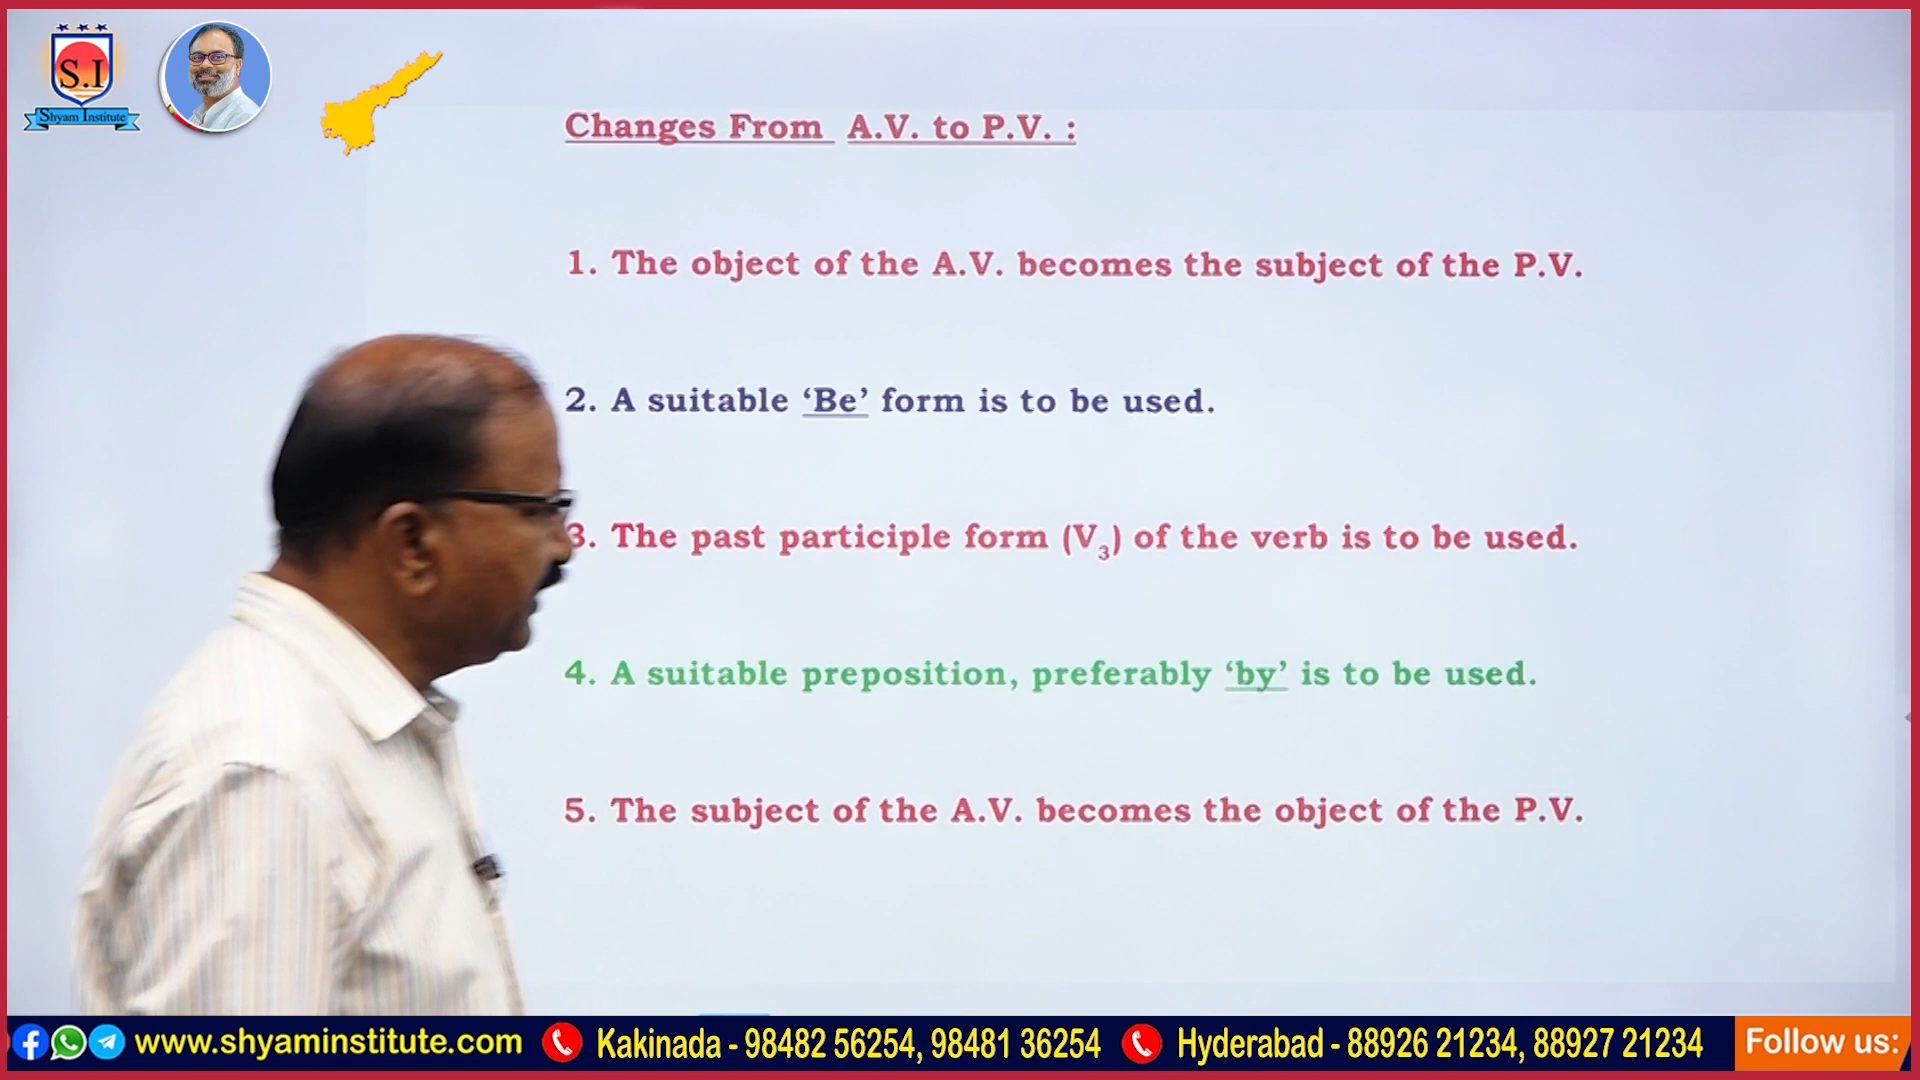 S.I
Shyam Institute
Changes From A.V. to P.V. :
1. The object of the A.V. becomes the subject of the P.V.
2. A suitable ‘Be’ form is to be used.
3. The past participle form (V₃) of the verb is to be used.
4. A suitable preposition, preferably ‘by’ is to be used.
5. The subject of the A.V. becomes the object of the P.V.
www.shyaminstitute.com Kakinada - 98482 56254, 98481 36254 Hyderabad - 88926 21234, 88927 21234 Follow us: